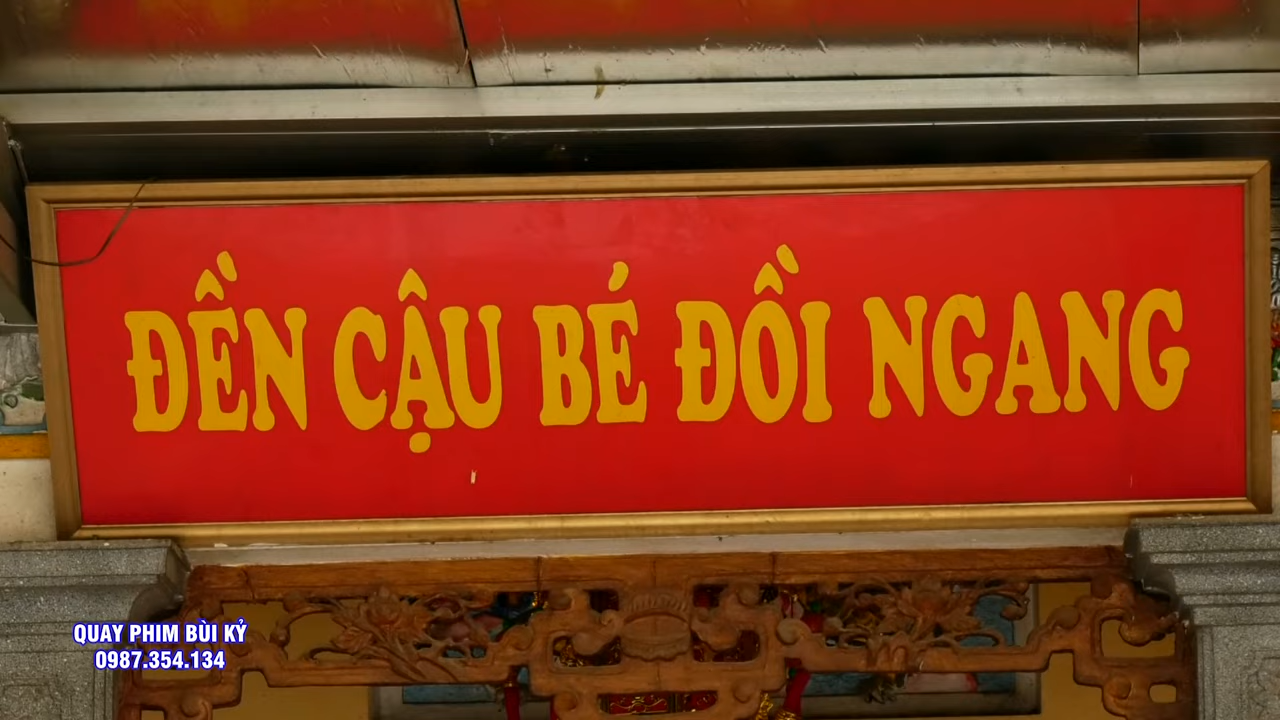 ĐỀN CẬU BÉ ĐỒI NGANG
QUAY PHIM BÙI KỶ
0987.354.134